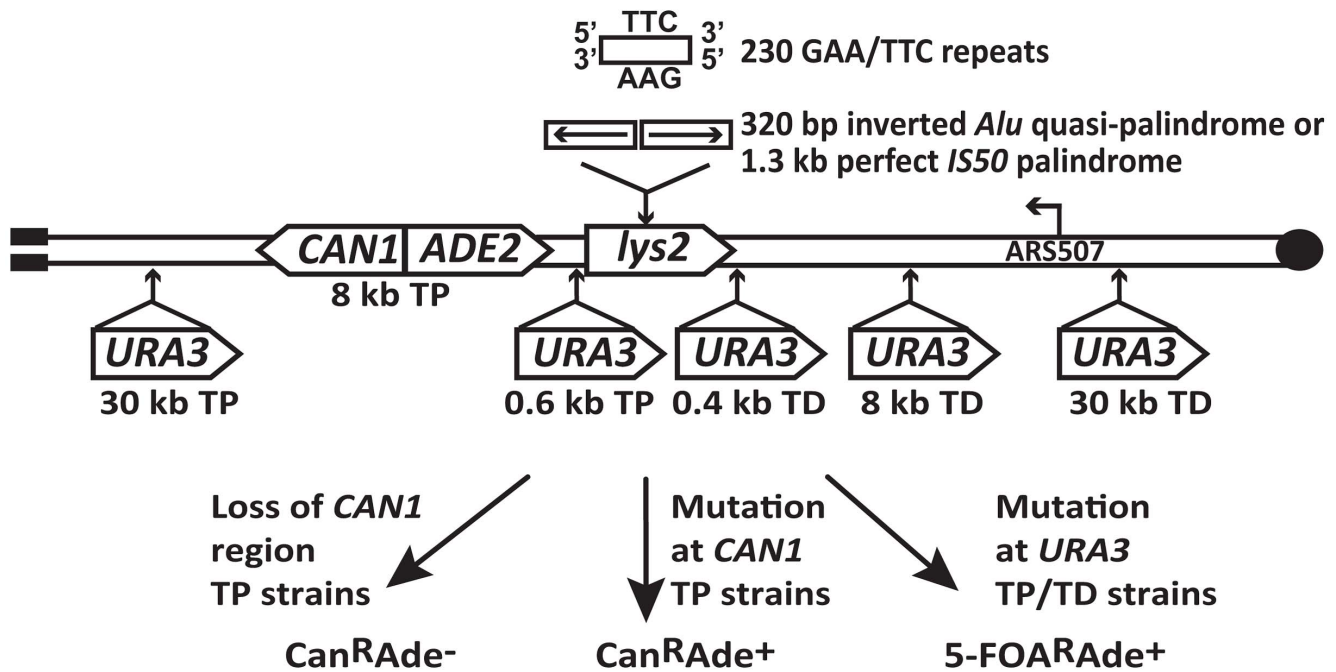 5’ TTC 3’
3’ AAG 5’
230 GAA/TTC repeats
320 bp inverted Alu quasi-palindrome or
1.3 kb perfect IS50 palindrome
CAN1 ADE2 lys2 ARS507
8 kb TP
URA3 URA3 URA3 URA3 URA3
30 kb TP 0.6 kb TP 0.4 kb TD 8 kb TD 30 kb TD
Loss of CAN1
region
TP strains
CanRAde-
Mutation
at CAN1
TP strains
CanRAde+
Mutation
at URA3
TP/TD strains
5-FOARAde+